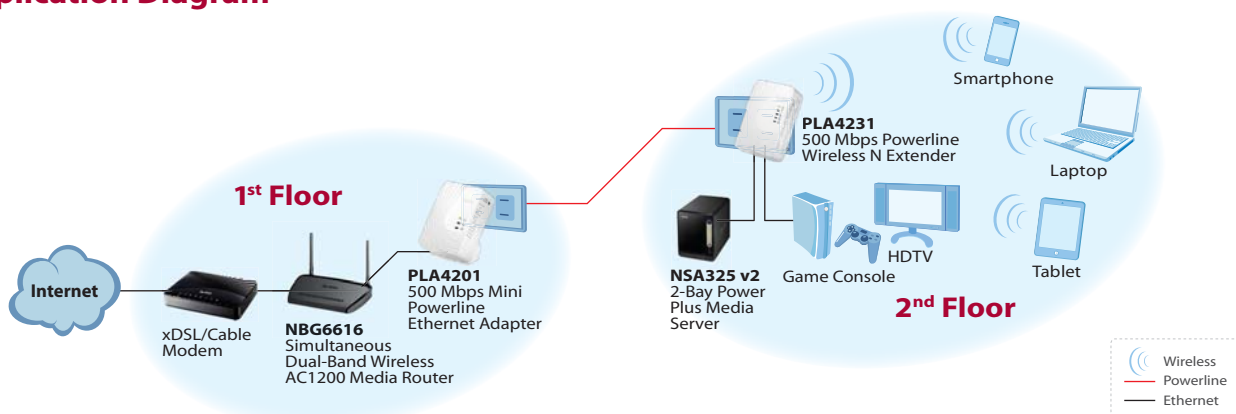 plication Diagram
1st Floor
Internet
xDSL/Cable
Modem
NBG6616
Simultaneous
Dual-Band Wireless
AC1200 Media Router
PLA4201
500 Mbps Mini
Powerline
Ethernet Adapter
PLA4231
500 Mbps Powerline
Wireless N Extender
NSA325 v2
2-Bay Power
Plus Media
Server
Game Console
HDTV
Smartphone
Laptop
Tablet
2nd Floor
Wireless
Powerline
Ethernet